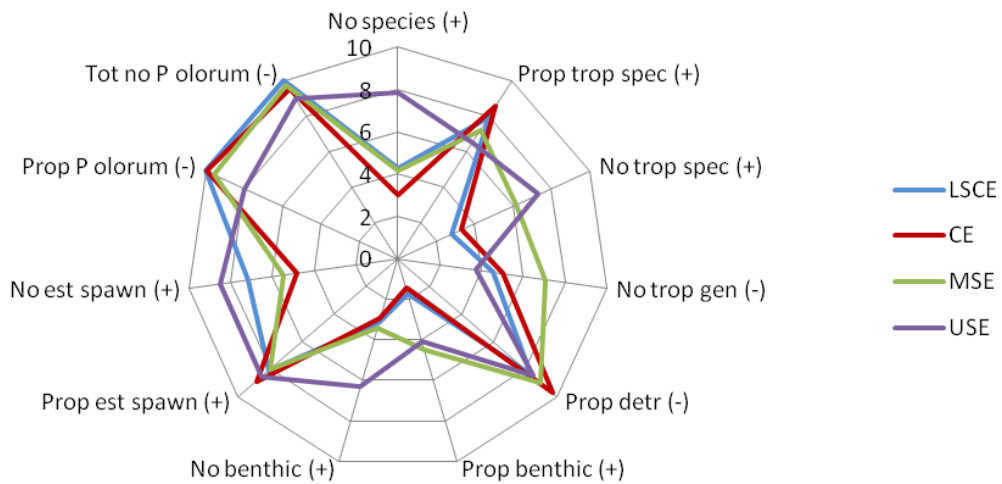 No species (+)
10
Tot no P olorum (-)
Prop trop spec (+)
8
6
Prop P olorum (-)
No trop spec (+)
4
LSCE
2
CE
0
MSE
No est spawn (+)
No trop gen (-)
USE
Prop est spawn (+)
Prop detr (-)
No benthic (+)
Prop benthic (+)